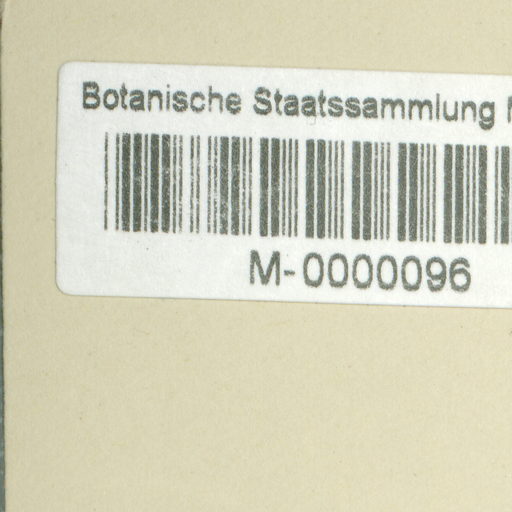 Botanische Staatssammlung
M-0000096